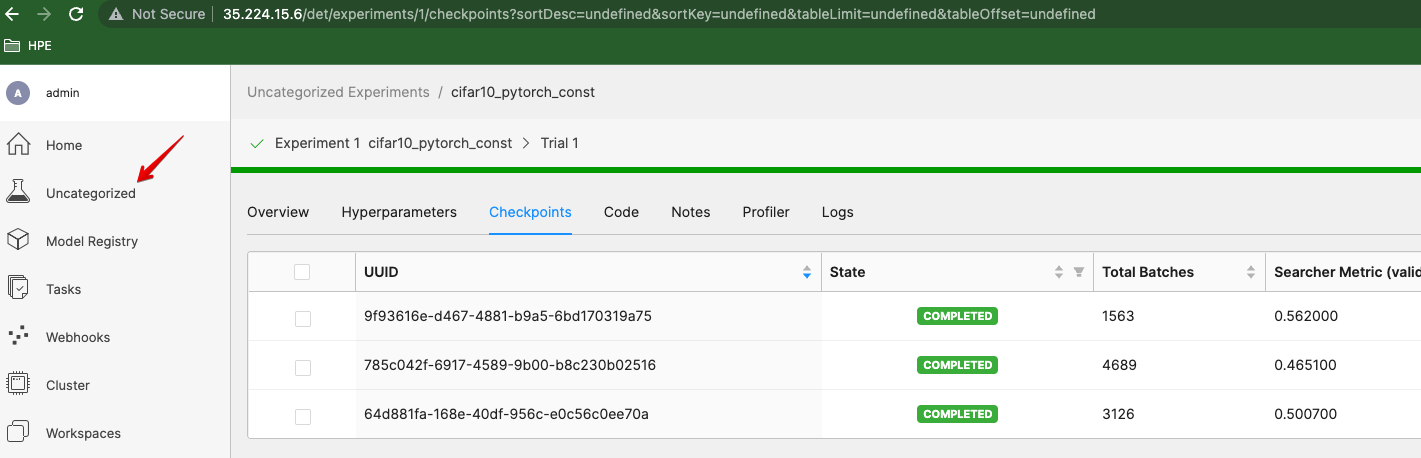 Not Secure 35.224.15.6/det/experiments/1/checkpoints?sortDesc=undefined&sortKey=undefined&tableLimit=undefined&tableOffset=undefined
HPE
A admin
Uncategorized Experiments / cifar10_pytorch_const
Home
Experiment 1 cifar10_pytorch_const > Trial 1
Uncategorized
Overview Hyperparameters Checkpoints Code Notes Profiler Logs
Model Registry
UUID State Total Batches Searcher Metric (valid
Tasks
9f93616e-d467-4881-b9a5-6bd170319a75 COMPLETED 1563 0.562000
Webhooks
785c042f-6917-4589-9b00-b8c230b02516 COMPLETED 4689 0.465100
Cluster
64d881fa-168e-40df-956c-e0c56c0ee70a COMPLETED 3126 0.500700
Workspaces